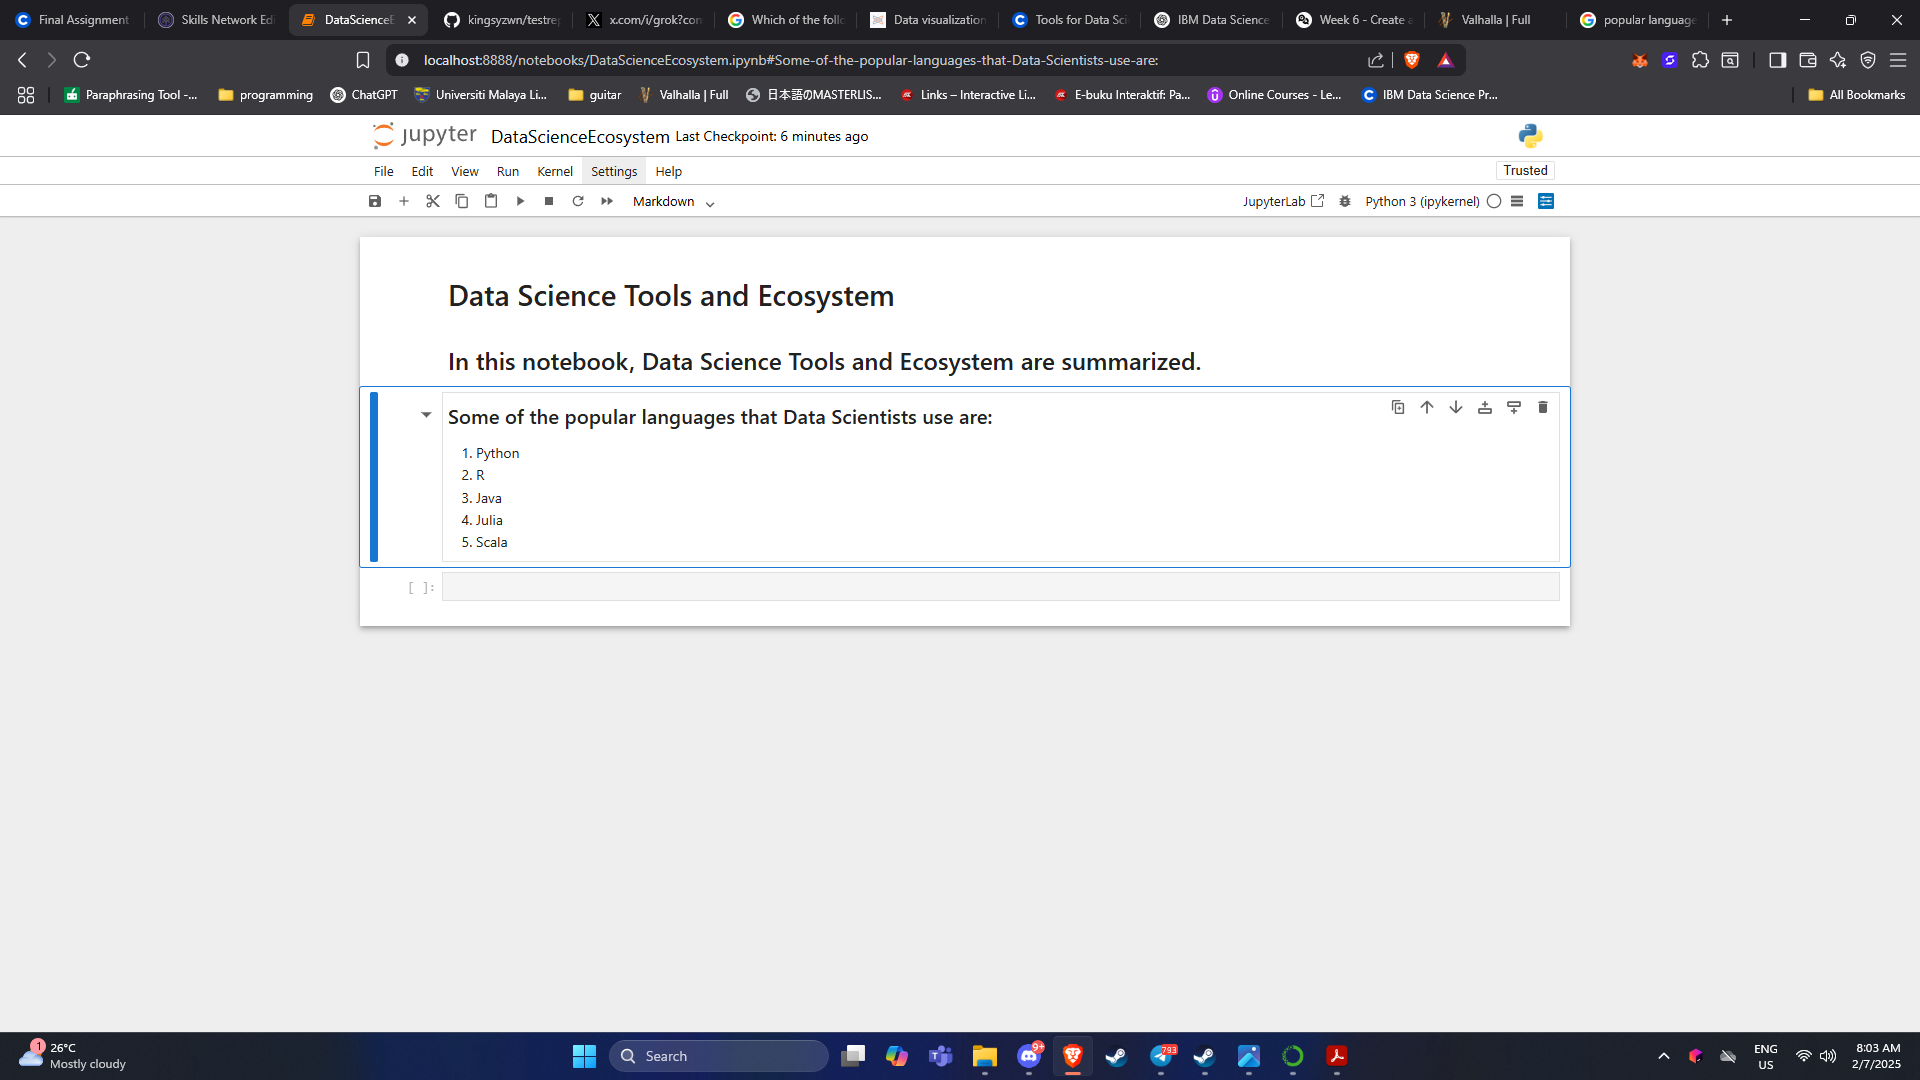 Final Assignment
Skills Network Edi
DataScienceE
kingsyzwn/testrep
x.com/i/grok?con
Which of the follo
Data visualization
Tools for Data Sci
IBM Data Science
Week 6 - Create a
Valhalla | Full
popular language
localhost:8888/notebooks/DataScienceEcosystem.ipynb#Some-of-the-popular-languages-that-Data-Scientists-use-are:
Paraphrasing Tool -...
programming
ChatGPT
Universiti Malaya Li...
guitar
Valhalla | Full
日本語のMASTERLIS...
Links – Interactive Li...
E-buku Interaktif: Pa...
Online Courses - Le...
IBM Data Science Pr...
All Bookmarks
jupyter DataScienceEcosystem Last Checkpoint: 6 minutes ago
File Edit View Run Kernel Settings Help
Trusted
Markdown
JupyterLab
Python 3 (ipykernel)
Data Science Tools and Ecosystem
In this notebook, Data Science Tools and Ecosystem are summarized.
Some of the popular languages that Data Scientists use are:
1. Python
2. R
3. Java
4. Julia
5. Scala
[ ]:
1
26°C
Mostly cloudy
Search
9+
793
ENG
US
8:03 AM
2/7/2025